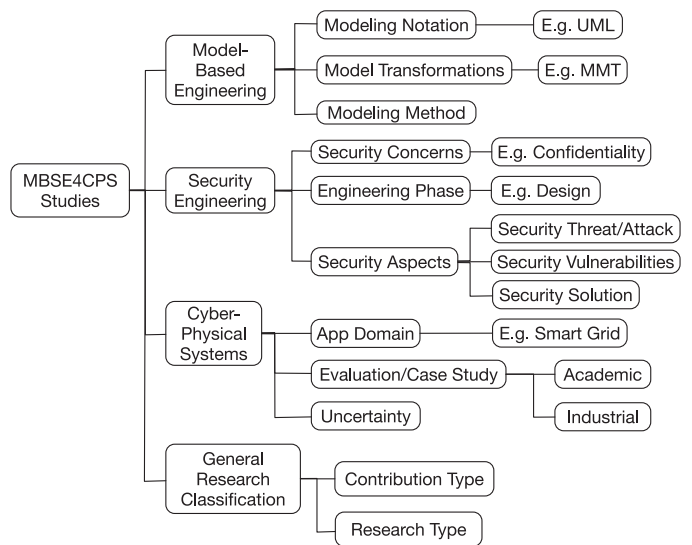 MBSE4CPS
Studies
Model-
Based
Engineering
Modeling Notation
E.g. UML
Model Transformations
E.g. MMT
Modeling Method
Security
Engineering
Security Concerns
E.g. Confidentiality
Engineering Phase
E.g. Design
Security Aspects
Security Threat/Attack
Security Vulnerabilities
Security Solution
Cyber-
Physical
Systems
App Domain
E.g. Smart Grid
Evaluation/Case Study
Academic
Industrial
Uncertainty
General
Research
Classification
Contribution Type
Research Type